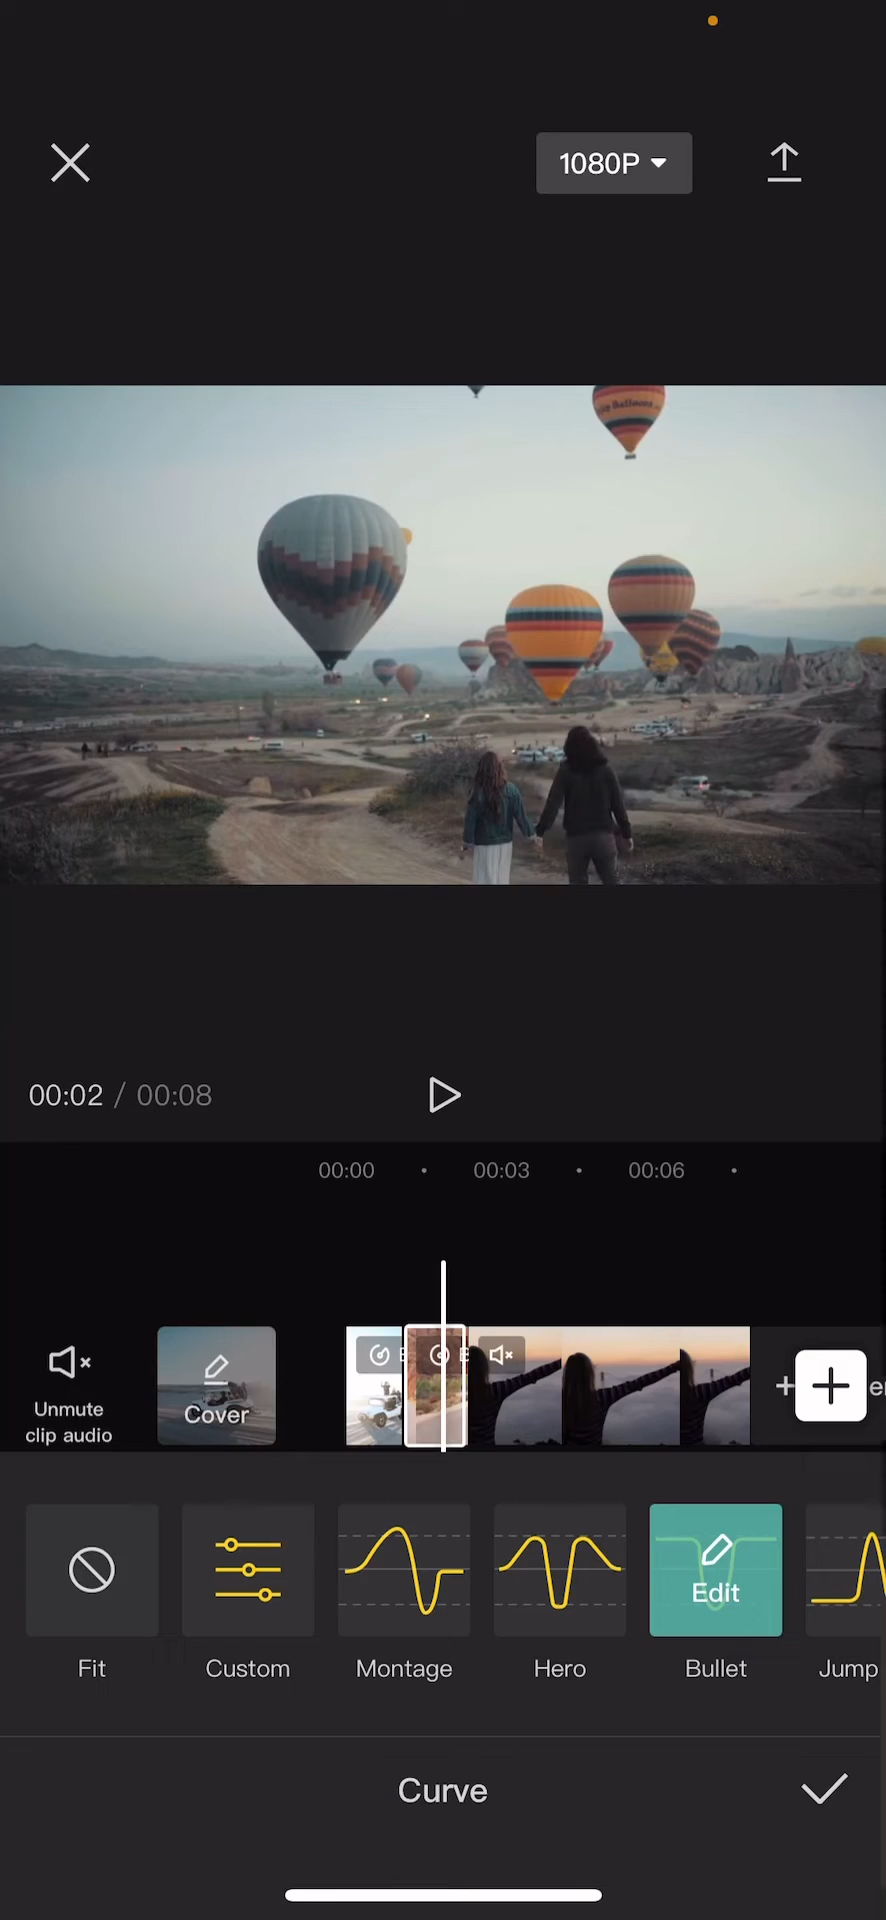 1080P
Balloons
00:02 / 00:08
00:00
00:03
00:06
Unmute
clip audio
Cover
Edit
Fit
Custom
Montage
Hero
Bullet
Jump
Curve